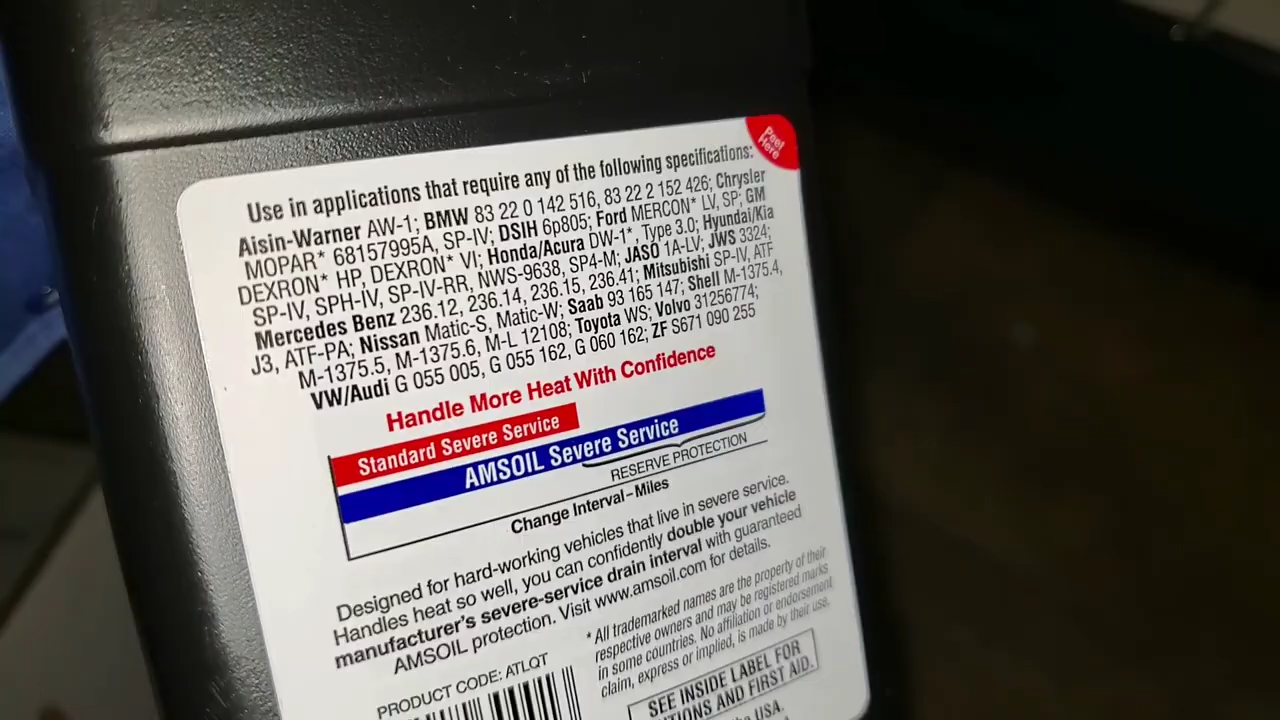 Peel
Here
Use in applications that require any of the following specifications:
Aisin-Warner AW-1; BMW 83 22 0 142 516, 83 22 2 152 426; Chrysler
MOPAR* 68157995A, SP-IV; DSIH 6p805; Ford MERCON* LV, SP; GM
DEXRON* HP, DEXRON* VI; Honda/Acura DW-1*, Type 3.0; Hyundai/Kia
SP-IV, SPH-IV, SP-IV-RR, NWS-9638, SP4-M; JASO 1A-LV; JWS 3324;
Mercedes Benz 236.12, 236.14, 236.15, 236.41; Mitsubishi SP-IV, ATF
J3, ATF-PA; Nissan Matic-S, Matic-W; Saab 93 165 147; Shell M-1375.4,
M-1375.5, M-1375.6, M-L 12108; Toyota WS; Volvo 31256774;
VW/Audi G 055 005, G 055 162, G 060 162; ZF S671 090 255
Handle More Heat With Confidence
Standard Severe Service
AMSOIL Severe Service
RESERVE PROTECTION
Change Interval–Miles
Designed for hard-working vehicles that live in severe service.
Handles heat so well, you can confidently double your vehicle
manufacturer's severe-service drain interval with guaranteed
AMSOIL protection. Visit www.amsoil.com for details.
* All trademarked names are the property of their
respective owners and may be registered marks
in some countries. No affiliation or endorsement
claim, express or implied, is made by their use.
PRODUCT CODE: ATLQT
SEE INSIDE LABEL FOR
AND FIRST AID.
USA.